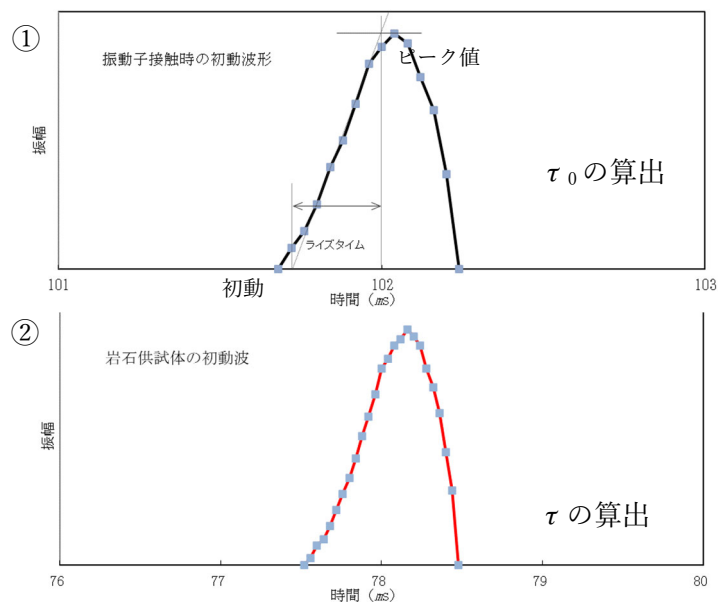 ①
振動子接触時の初動波形
ピーク値
振幅
τ₀の算出
ライズタイム
初動
101
102
103
時間（ms）
②
岩石供試体の初動波
振幅
τ の算出
76
77
78
79
80
時間（ms）